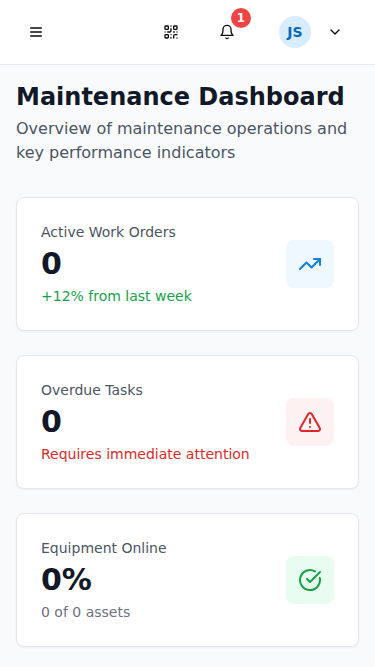 1
JS
Maintenance Dashboard
Overview of maintenance operations and
key performance indicators
Active Work Orders
0
+12% from last week
Overdue Tasks
0
Requires immediate attention
Equipment Online
0%
0 of 0 assets